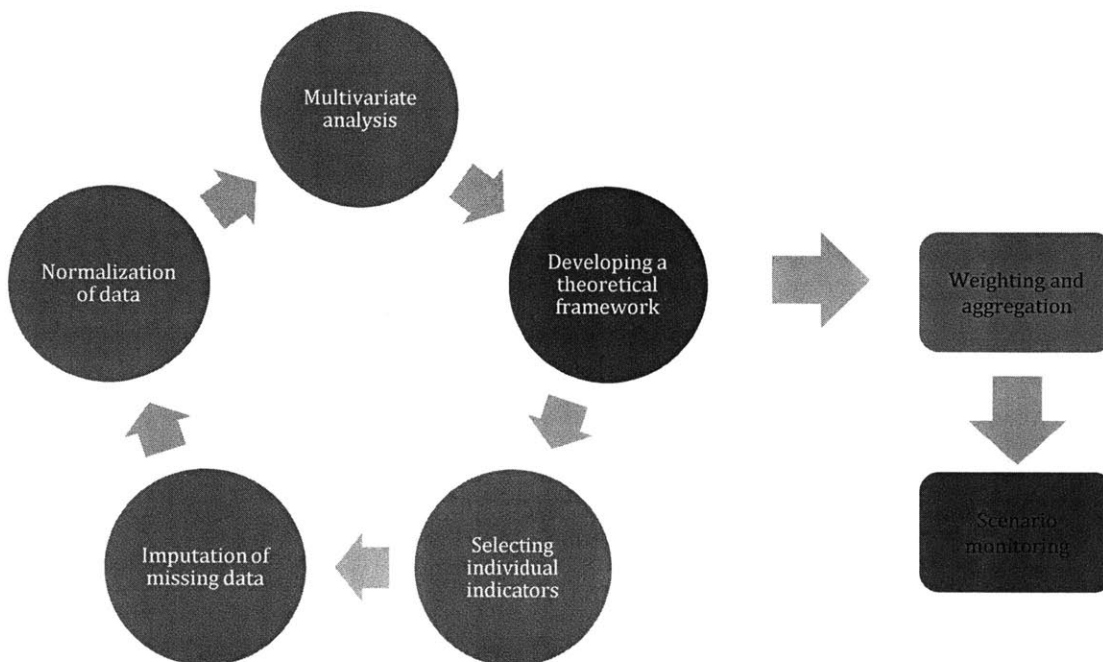 Multivariate
analysis
Normalization
of data
Developing a
theoretical
framework
Weighting and
aggregation
Imputation of
missing data
Selecting
individual
indicators
Scenario
monitoring